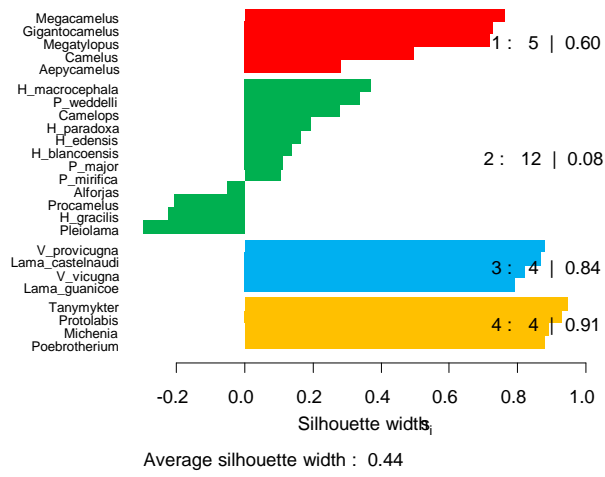 Megacamelus
Gigantocamelus
Megatylopus
Camelus
Aepycamelus
1 : 5 | 0.60
H_macrocephala
P_weddelli
Camelops
H_paradoxa
H_edensis
H_blancoensis
P_major
P_mirifica
Alforjas
Procamelus
H_gracilis
Pleiolama
2 : 12 | 0.08
V_provicugna
Lama_castelnaudi
V_vicugna
Lama_guanicoe
3 : 4 | 0.84
Tanymykter
Protolabis
Michenia
Poebrotherium
4 : 4 | 0.91
-0.2 0.0 0.2 0.4 0.6 0.8 1.0
Silhouette width si
Average silhouette width : 0.44